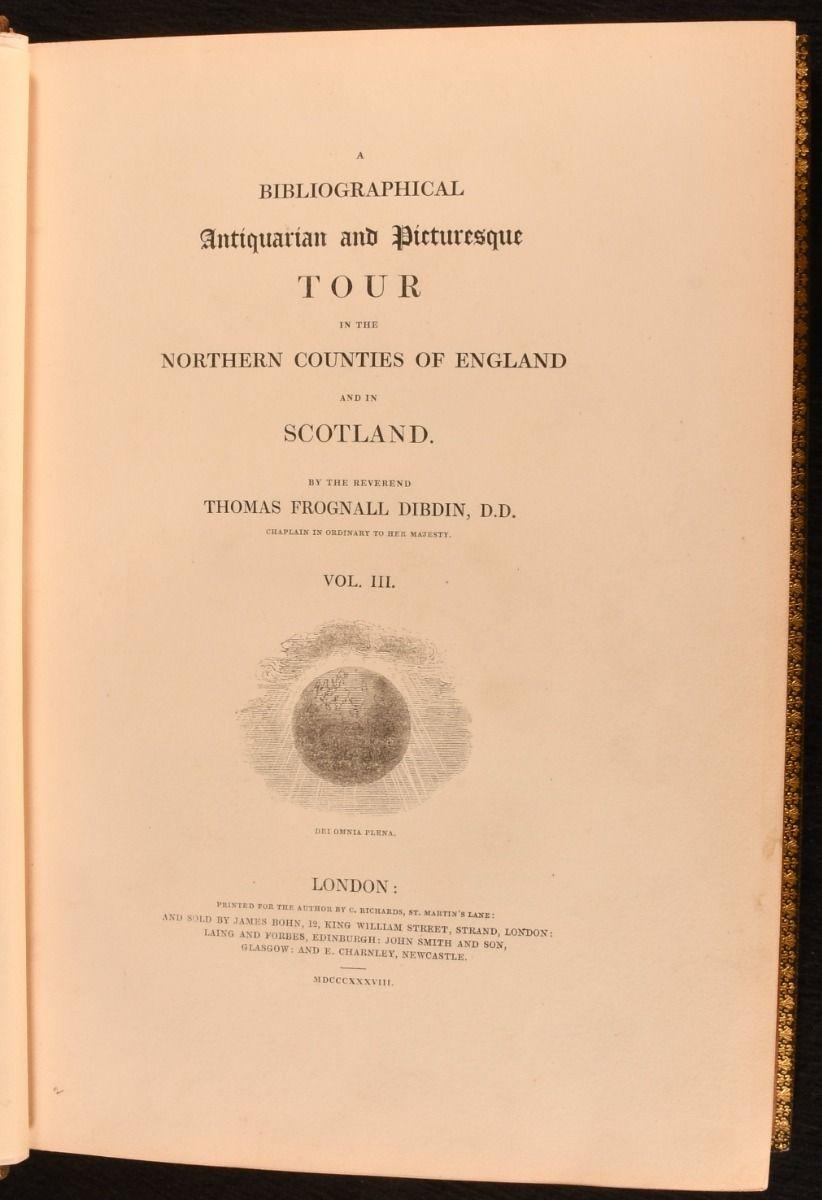 A
BIBLIOGRAPHICAL
Antiquarian and Picturesque
TOUR
IN THE
NORTHERN COUNTIES OF ENGLAND
AND IN
SCOTLAND.
BY THE REVEREND
THOMAS FROGNALL DIBDIN, D.D.
CHAPLAIN IN ORDINARY TO HER MAJESTY.
VOL. III.
DEI OMNIA PLENA.
LONDON:
PRINTED FOR THE AUTHOR BY C. RICHARDS, ST. MARTIN'S LANE:
AND SOLD BY JAMES BOHN, 12, KING WILLIAM STREET, STRAND, LONDON:
LAING AND FORBES, EDINBURGH: JOHN SMITH AND SON,
GLASGOW: AND E. CHARNLEY, NEWCASTLE.
MDCCCXXXVIII.